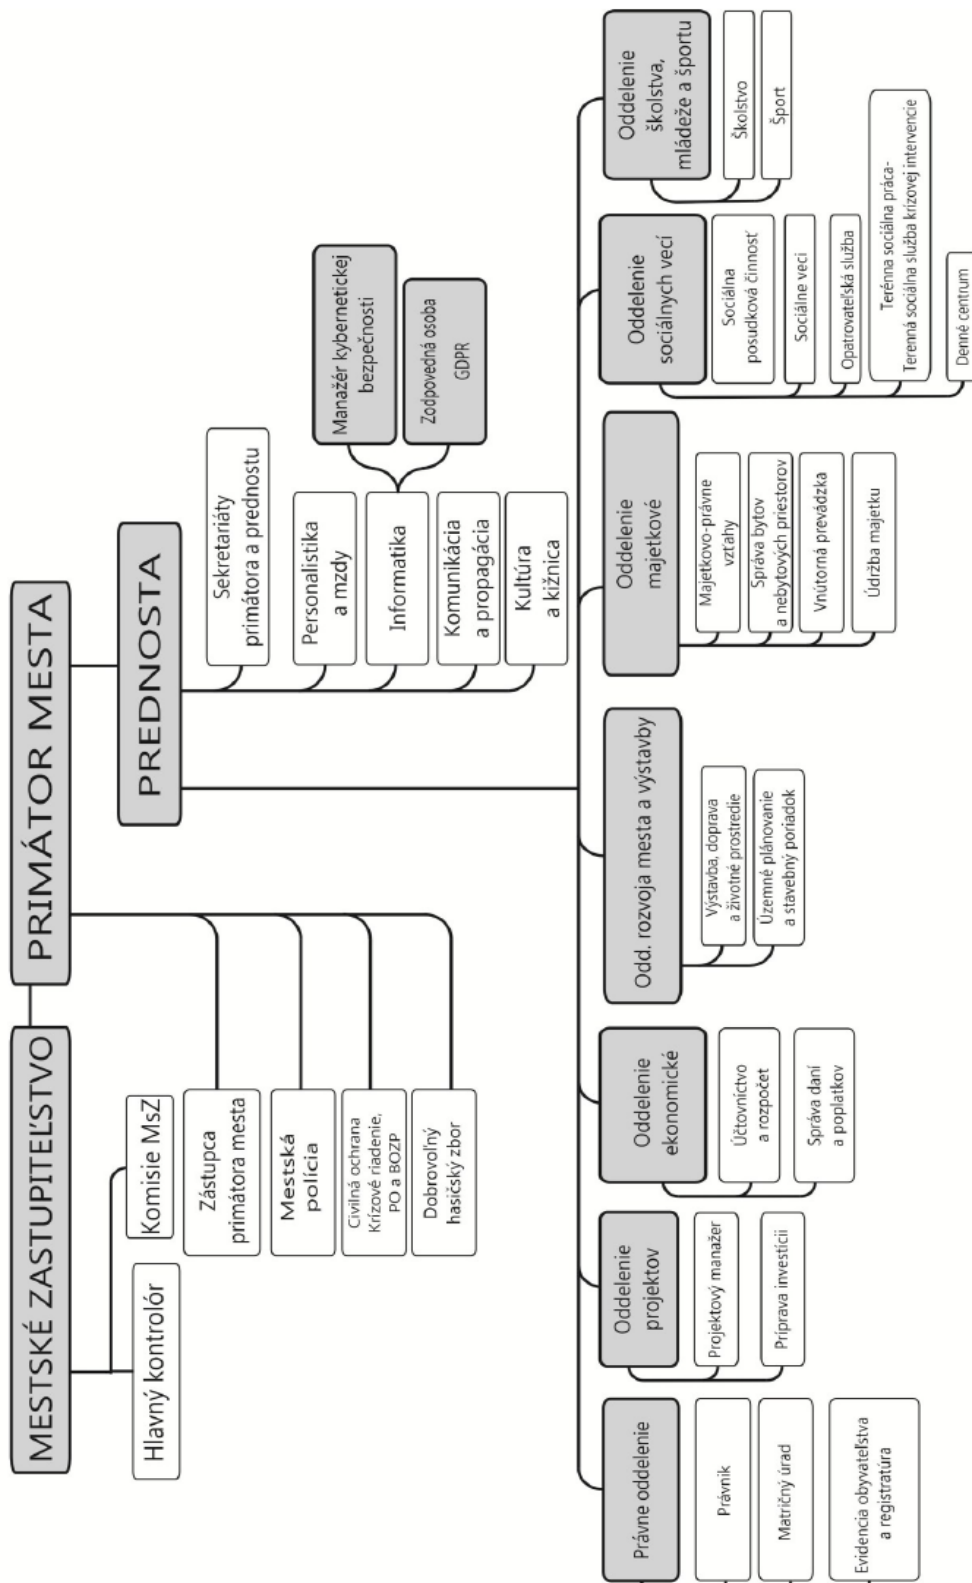 MESTSKÉ ZASTUPITEĽSTVO
PRIMÁTOR MESTA
Hlavný kontrolór
Komisie MsZ
PREDNOSTA
Zástupca
primátora mesta
Mestská
polícia
Civilná ochrana
Krízové riadenie,
PO a BOZP
Dobrovoľný
hasičský zbor
Sekretariáty
primátora a prednostu
Personalistika
a mzdy
Informatika
Komunikácia
a propagácia
Kultúra
a kižnica
Manažér kybernetickej
bezpečnosti
Zodpovedná osoba
GDPR
Právne oddelenie
Právnik
Matričný úrad
Evidencia obyvateľstva
a registratúra
Oddelenie
projektov
Projektový manažer
Príprava investícii
Oddelenie
ekonomické
Účtovníctvo
a rozpočet
Správa daní
a poplatkov
Odd. rozvoja mesta a výstavby
Výstavba, doprava
a životné prostredie
Územné plánovanie
a stavebný poriadok
Oddelenie
majetkové
Majetkovo-právne
vzťahy
Správa bytov
a nebytových priestorov
Vnútorná prevádzka
Údržba majetku
Oddelenie
sociálnych vecí
Sociálna
posudková činnosť
Sociálne veci
Opatrovateľská služba
Terénna sociálna práca-
Terenná sociálna služba krízovej intervencie
Denné centrum
Oddelenie
školstva,
mládeže a športu
Školstvo
Šport